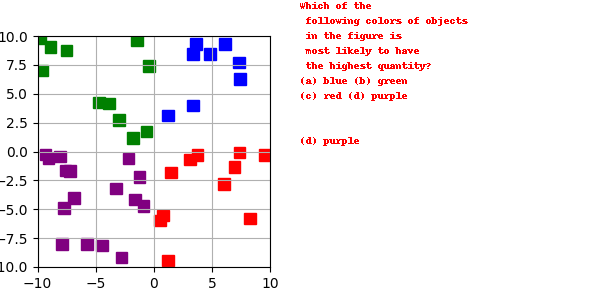 Which of the
following colors of objects
in the figure is
most likely to have
the highest quantity?
(a) blue (b) green
(c) red (d) purple
(d) purple
10.0
7.5
5.0
2.5
0.0
−2.5
−5.0
−7.5
10.0
−10 −5 0 5 10